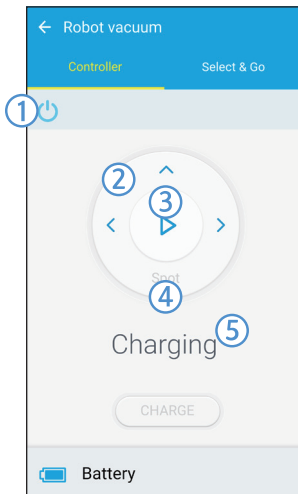 Robot vacuum
Controller Select & Go
1
2
3
Spot
4
Charging 5
CHARGE
Battery